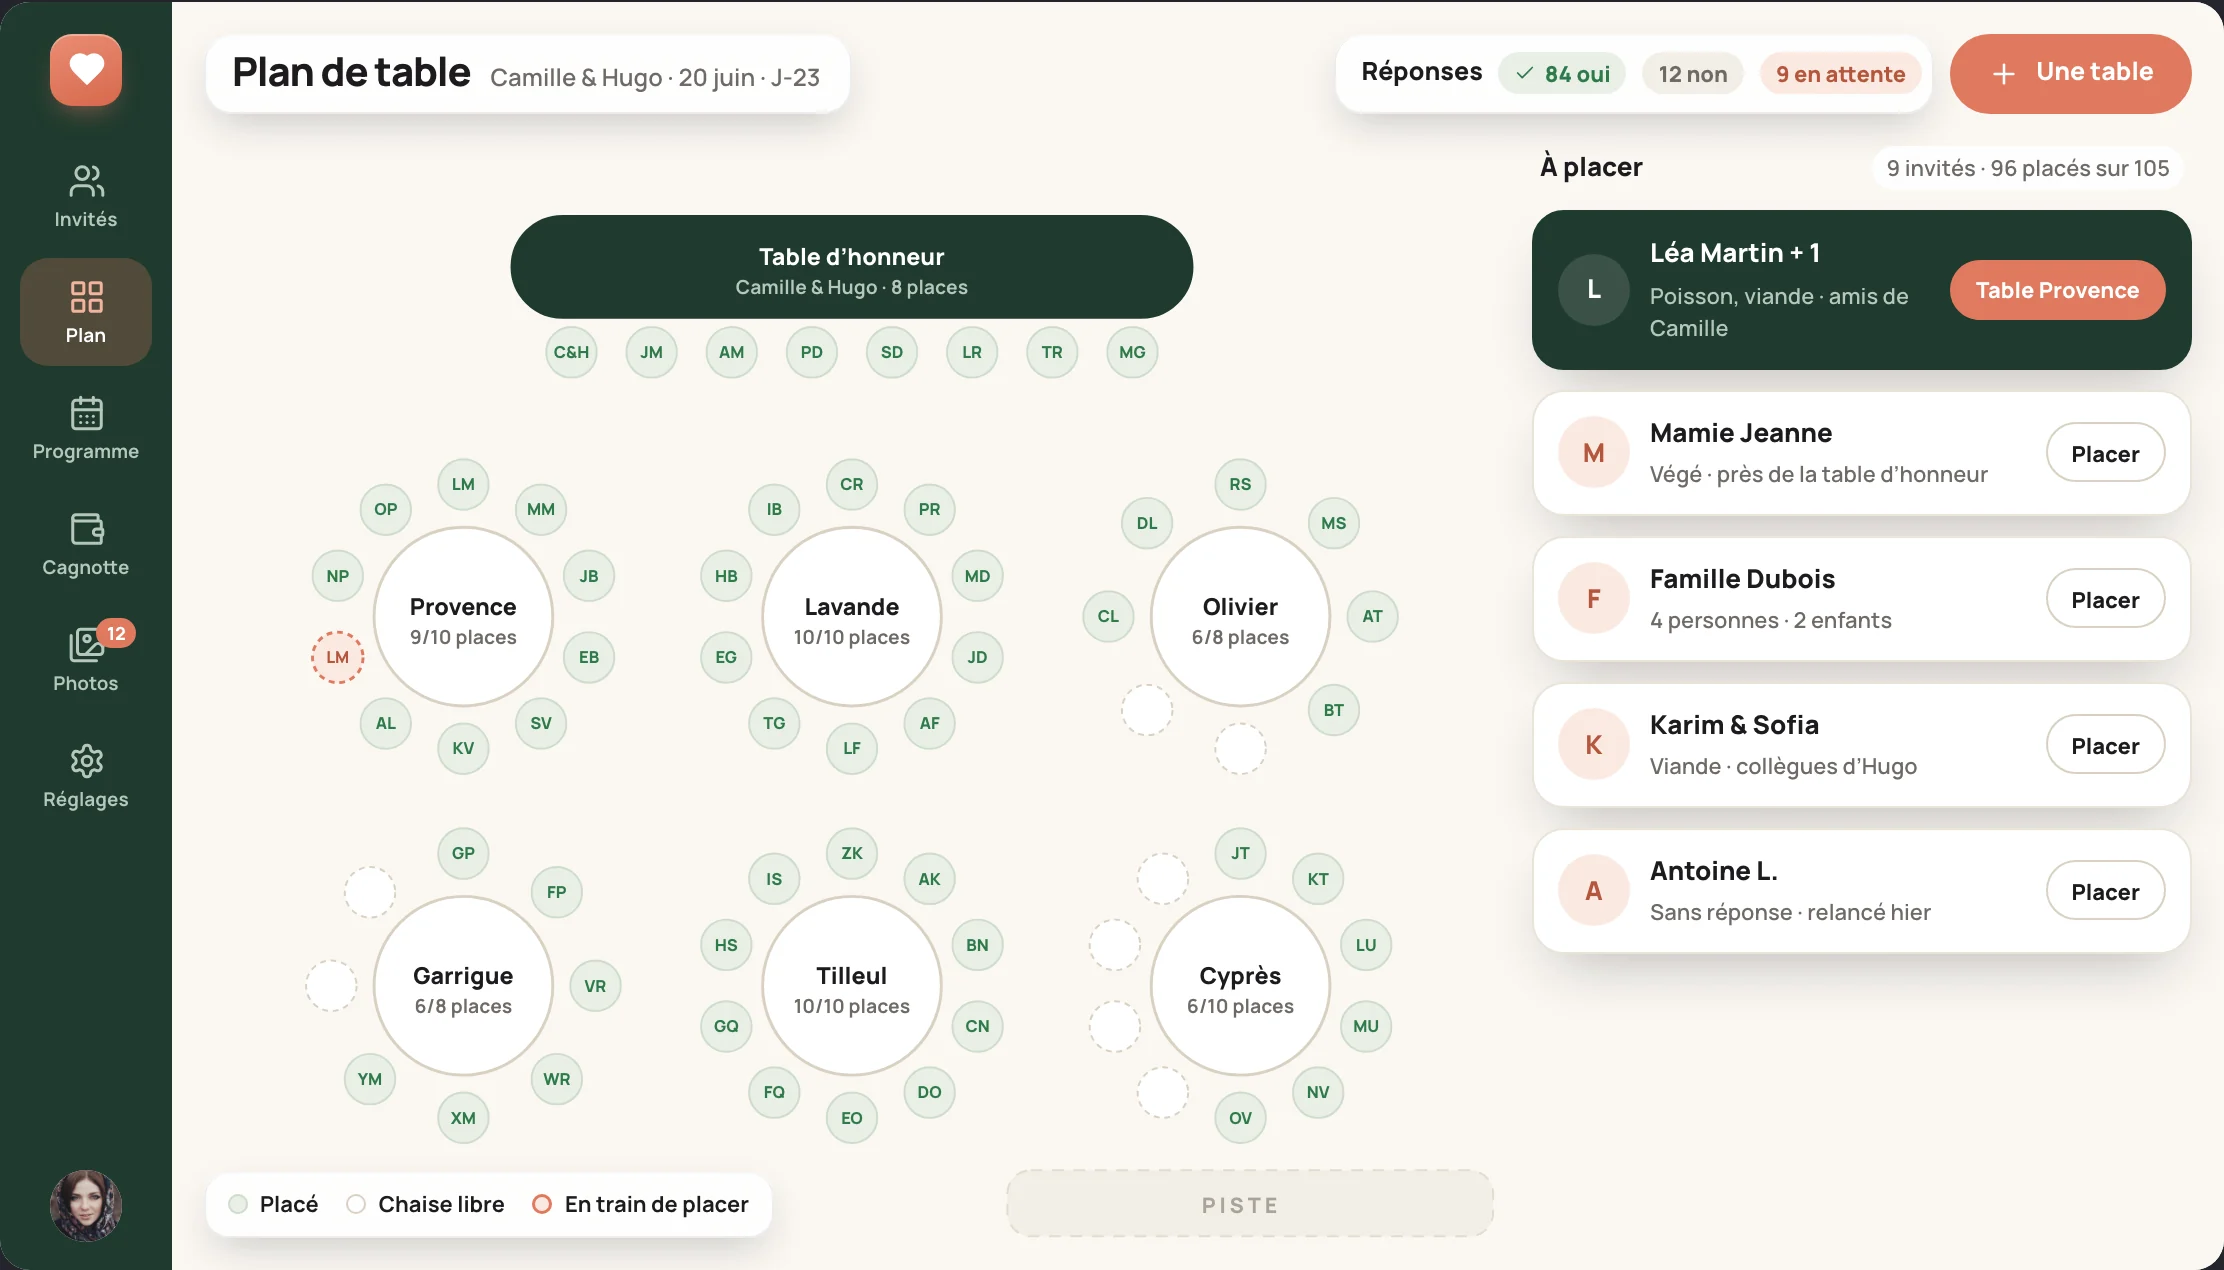 Plan de table
Camille & Hugo · 20 juin · J-23
Réponses
84 oui
12 non
9 en attente
Une table
Invités
Plan
Programme
Cagnotte
12
Photos
Réglages
Table d’honneur
Camille & Hugo · 8 places
C&H
JM
AM
PD
SD
LR
TR
MG
LM
MM
JB
EB
SV
KV
AL
LM
NP
OP
Provence
9/10 places
CR
PR
MD
JD
AF
LF
TG
EG
HB
IB
Lavande
10/10 places
RS
MS
AT
BT
CL
DL
Olivier
6/8 places
GP
FP
VR
WR
XM
YM
Garrigue
6/8 places
ZK
AK
BN
CN
DO
EO
FQ
GQ
HS
IS
Tilleul
10/10 places
JT
KT
LU
MU
NV
OV
Cyprès
6/10 places
Placé
Chaise libre
En train de placer
PISTE
À placer
9 invités · 96 placés sur 105
L
Léa Martin + 1
Poisson, viande · amis de
Camille
Table Provence
M
Mamie Jeanne
Végé · près de la table d’honneur
Placer
F
Famille Dubois
4 personnes · 2 enfants
Placer
K
Karim & Sofia
Viande · collègues d’Hugo
Placer
A
Antoine L.
Sans réponse · relancé hier
Placer